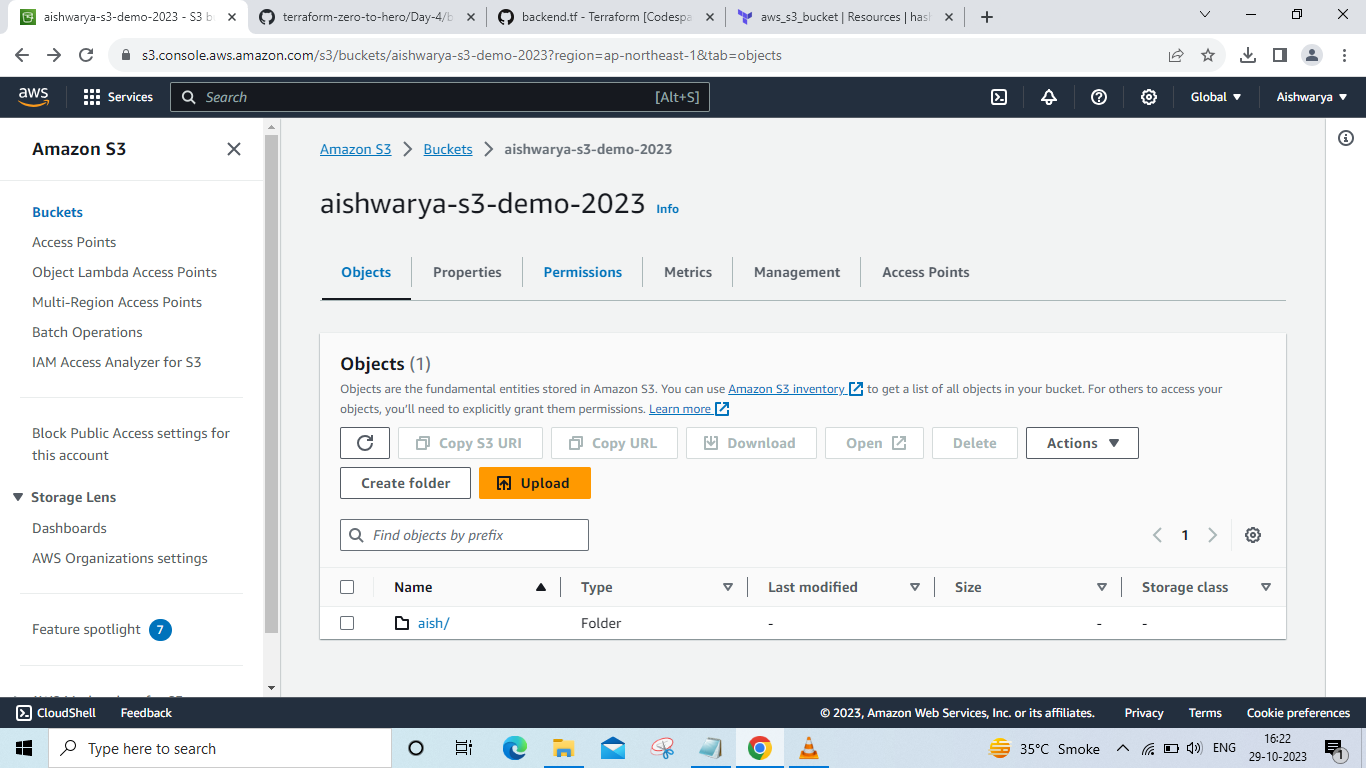 aishwarya-s3-demo-2023 - S3 b
terraform-zero-to-hero/Day-4/b
backend.tf - Terraform [Codespa
aws_s3_bucket | Resources | hash
s3.console.aws.amazon.com/s3/buckets/aishwarya-s3-demo-2023?region=ap-northeast-1&tab=objects
aws
Services
Search
[Alt+S]
Global
Aishwarya
Amazon S3
Buckets
Access Points
Object Lambda Access Points
Multi-Region Access Points
Batch Operations
IAM Access Analyzer for S3
Block Public Access settings for
this account
Storage Lens
Dashboards
AWS Organizations settings
Feature spotlight 7
Amazon S3 > Buckets > aishwarya-s3-demo-2023
aishwarya-s3-demo-2023 Info
Objects Properties Permissions Metrics Management Access Points
Objects (1)
Objects are the fundamental entities stored in Amazon S3. You can use Amazon S3 inventory to get a list of all objects in your bucket. For others to access your
objects, you'll need to explicitly grant them permissions. Learn more
Copy S3 URI Copy URL Download Open Delete Actions
Create folder Upload
Find objects by prefix
1
Name Type Last modified Size Storage class
aish/ Folder - - -
CloudShell Feedback © 2023, Amazon Web Services, Inc. or its affiliates. Privacy Terms Cookie preferences
Type here to search
35°C Smoke
ENG
16:22
29-10-2023
1